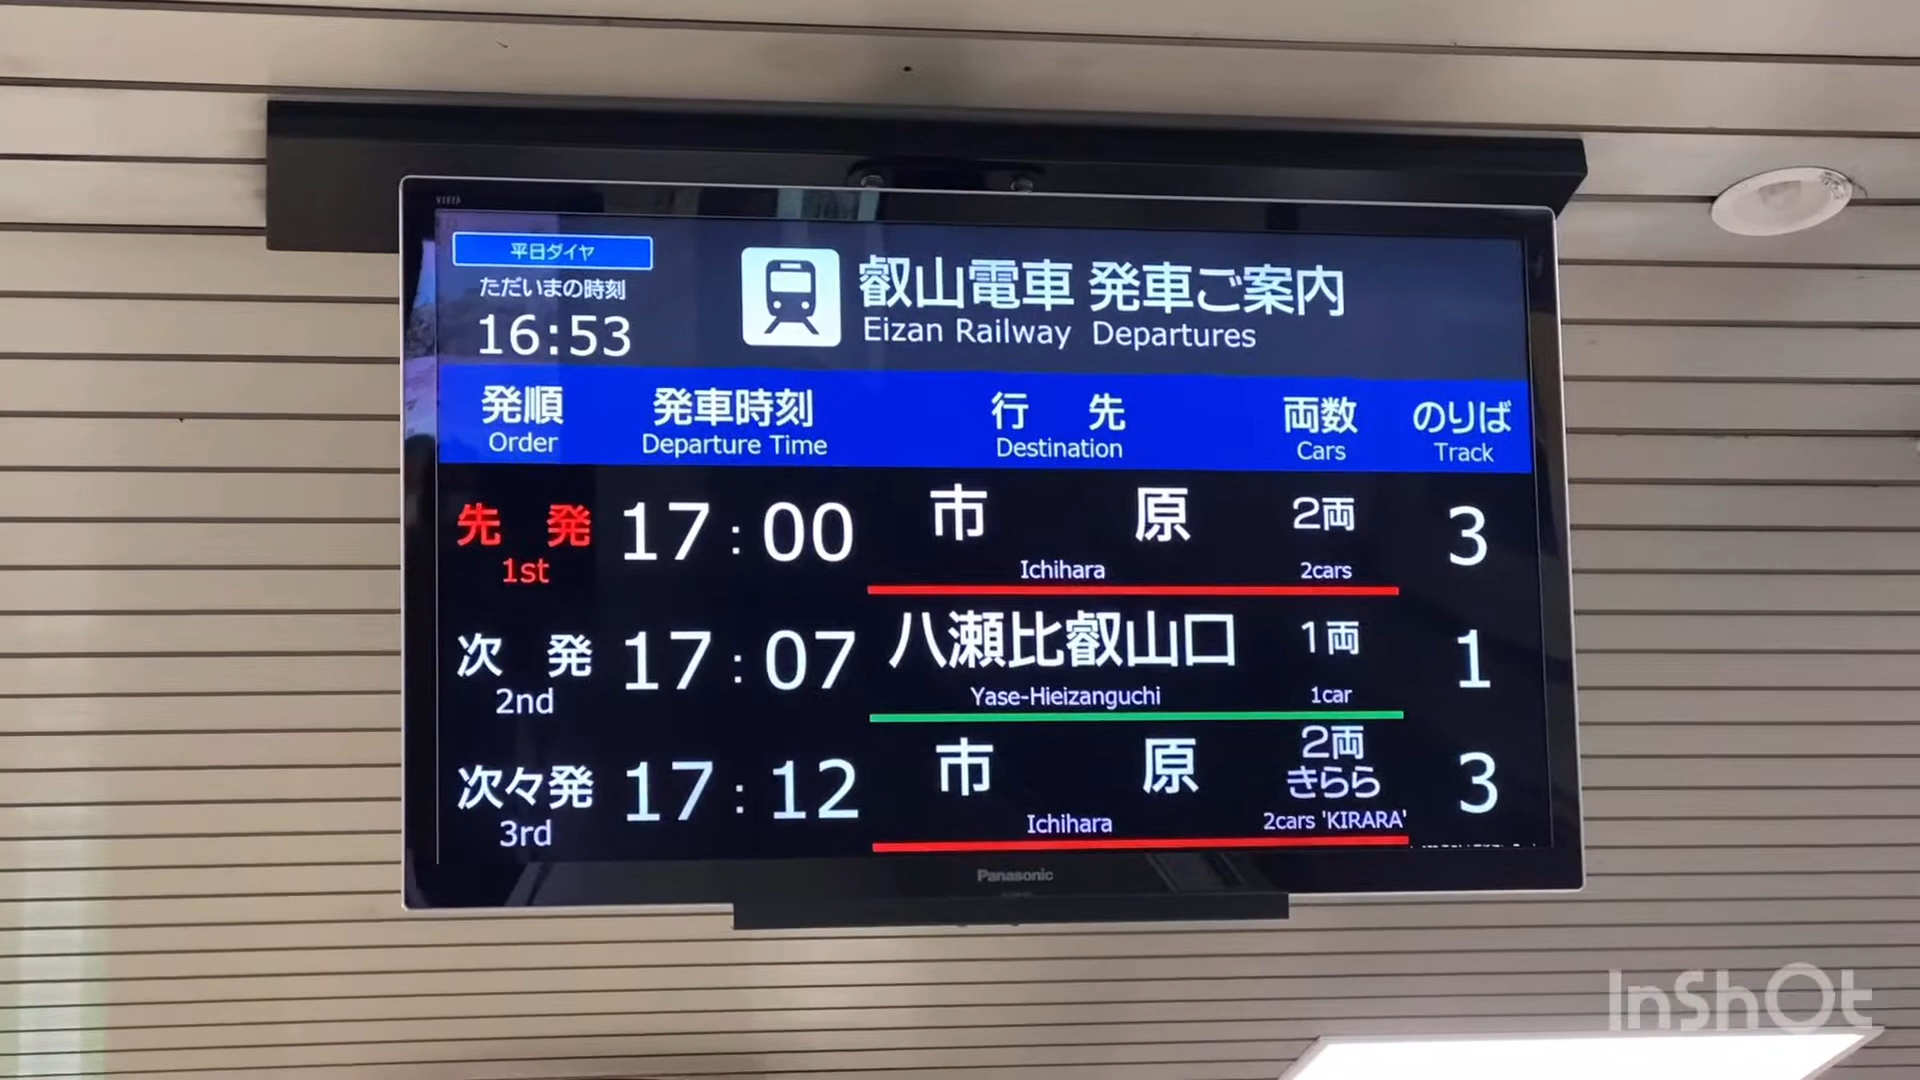 VIERA
平日ダイヤ
ただいまの時刻
16:53
叡山電車 発車ご案内
Eizan Railway Departures
発順 発車時刻 行先 両数 のりば
Order Departure Time Destination Cars Track
先発 17:00 市原 2両 3
1st Ichihara 2cars
次発 17:07 八瀬比叡山口 1両 1
2nd Yase-Hieizanguchi 1car
次々発 17:12 市原 2両 きらら 3
3rd Ichihara 2cars 'KIRARA'
Panasonic
InShOt